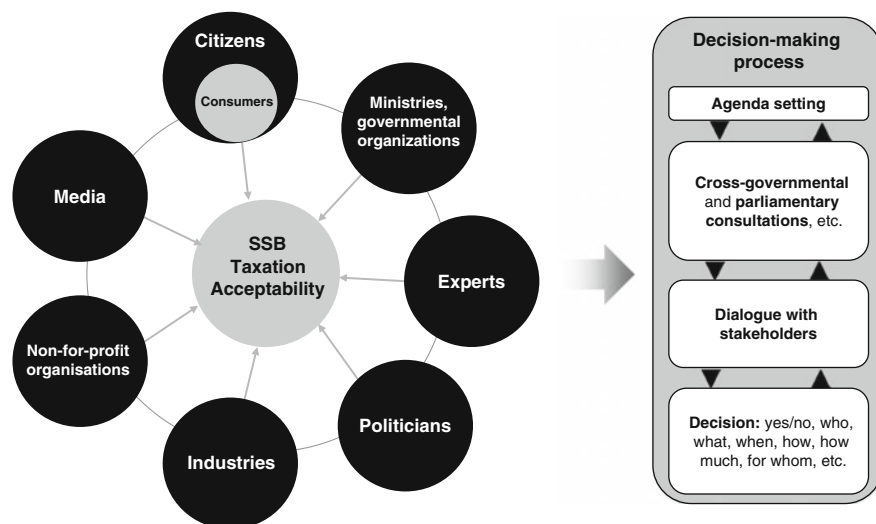 Citizens
Consumers
Ministries,
governmental
organizations
Media
SSB
Taxation
Acceptability
Experts
Non-for-profit
organisations
Politicians
Industries
Decision-making
process
Agenda setting
Cross-governmental
and parliamentary
consultations, etc.
Dialogue with
stakeholders
Decision: yes/no, who,
what, when, how, how
much, for whom, etc.